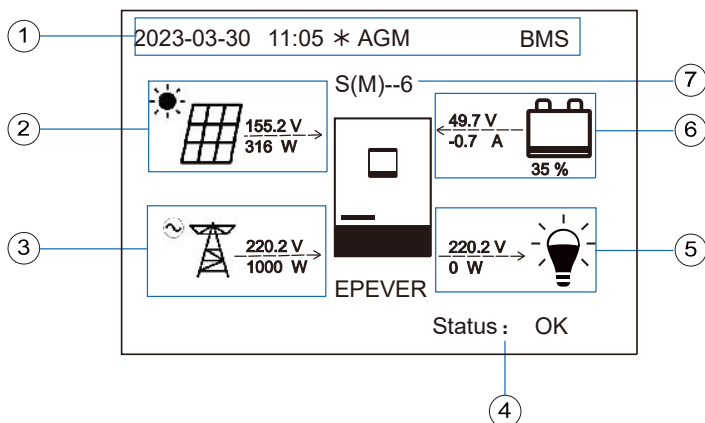 ①
2023-03-30 11:05 ＊ AGM BMS
S(M)--6
⑦
②
155.2 V
316 W
49.7 V
-0.7 A
35 %
⑥
③
220.2 V
1000 W
220.2 V
0 W
⑤
EPEVER
Status： OK
④